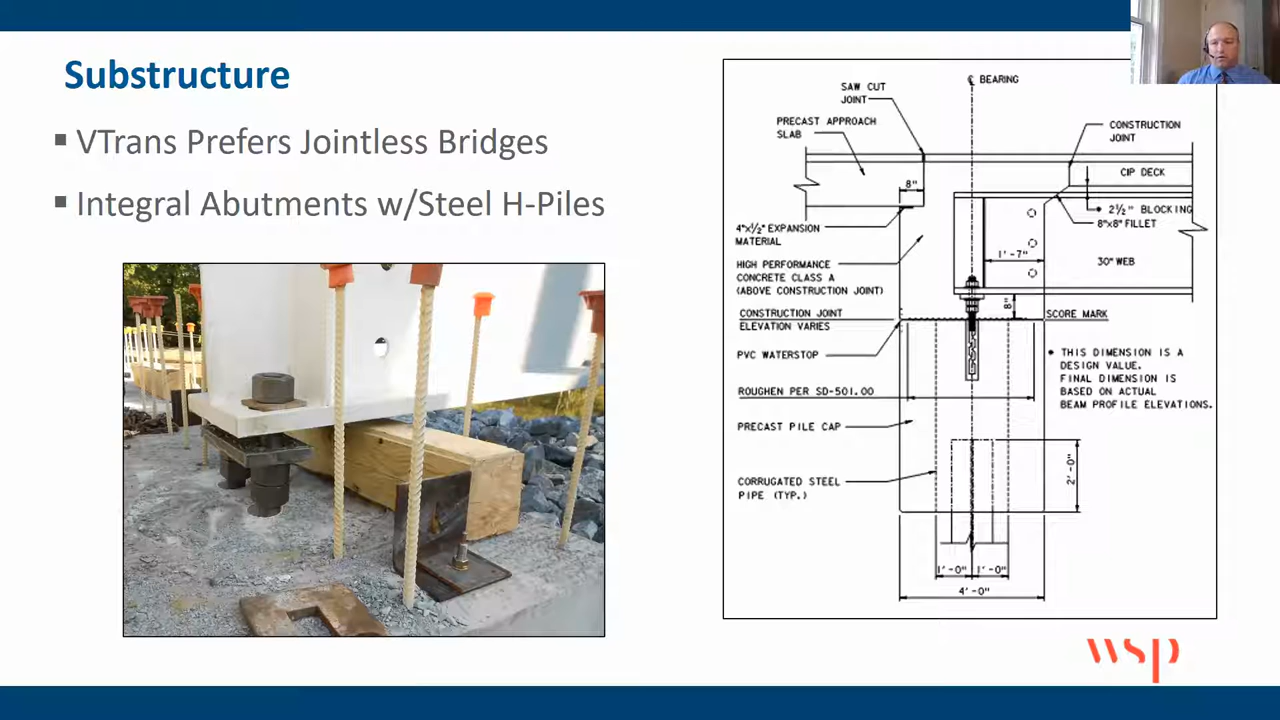 Substructure
▪ VTrans Prefers Jointless Bridges
▪ Integral Abutments w/Steel H-Piles
℄ BEARING
SAW CUT
JOINT
PRECAST APPROACH
SLAB
CONSTRUCTION
JOINT
CIP DECK
8"
2½" BLOCKING
8"x8" FILLET
4"x½" EXPANSION
MATERIAL
1'-7"
30" WEB
HIGH PERFORMANCE
CONCRETE CLASS A
(ABOVE CONSTRUCTION JOINT)
8"
CONSTRUCTION JOINT
ELEVATION VARIES
SCORE MARK
PVC WATERSTOP
• THIS DIMENSION IS A
DESIGN VALUE.
FINAL DIMENSION IS
BASED ON ACTUAL
BEAM PROFILE ELEVATIONS.
ROUGHEN PER SD-501.00
PRECAST PILE CAP
CORRUGATED STEEL
PIPE (TYP.)
2'-0"
1'-0"
1'-0"
4'-0"
wsp